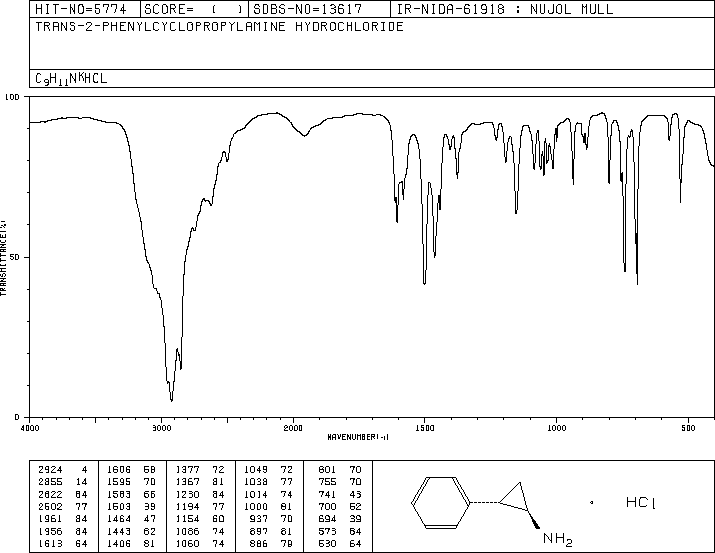 HIT-NO=5774 SCORE= ( ) SDBS-NO=13617 IR-NIDA-61918 : NUJOL MULL
TRANS-2-PHENYLCYCLOPROPYLAMINE HYDROCHLORIDE
C9H11N*HCL
100
50
0
TRANSMITTANCE(%)
4000 3000 2000 1500 1000 500
WAVENUMBER(-1)
2924 4 1606 59 1377 72 1049 72 801 70
2855 14 1595 70 1367 81 1038 77 755 70
2622 64 1583 66 1230 84 1014 74 741 43
2502 77 1503 39 1194 77 1000 81 700 52
1961 84 1464 47 1154 60 937 70 694 39
1956 84 1443 62 1086 74 897 81 573 84
1613 64 1406 81 1060 74 886 79 530 64
NH2
HCl